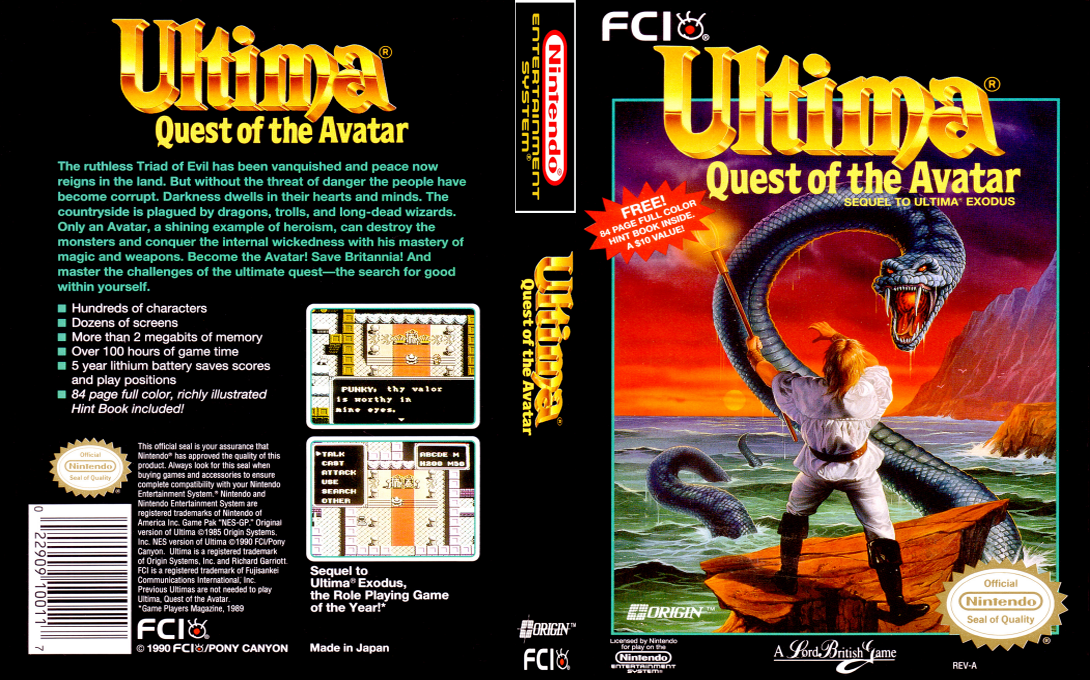 Ultima®
Quest of the Avatar
The ruthless Triad of Evil has been vanquished and peace now
reigns in the land. But without the threat of danger the people have
become corrupt. Darkness dwells in their hearts and minds. The
countryside is plagued by dragons, trolls, and long-dead wizards.
Only an Avatar, a shining example of heroism, can destroy the
monsters and conquer the internal wickedness with his mastery of
magic and weapons. Become the Avatar! Save Britannia! And
master the challenges of the ultimate quest—the search for good
within yourself.
Hundreds of characters
Dozens of screens
More than 2 megabits of memory
Over 100 hours of game time
5 year lithium battery saves scores
and play positions
84 page full color, richly illustrated
Hint Book included!
PUNKY: thy valor
is worthy in
mine eyes.
TALK
CAST
ATTACK
USE
SEARCH
OTHER
ABCDE M
H200 M50
Sequel to
Ultima® Exodus,
the Role Playing Game
of the Year!*
Official
Nintendo
Seal of Quality
This official seal is your assurance that
Nintendo® has approved the quality of this
product. Always look for this seal when
buying games and accessories to ensure
complete compatibility with your Nintendo
Entertainment System.® Nintendo and
Nintendo Entertainment System are
registered trademarks of Nintendo of
America Inc. Game Pak "NES-GP." Original
version of Ultima ©1985 Origin Systems,
Inc. NES version of Ultima ©1990 FCI/Pony
Canyon. Ultima is a registered trademark
of Origin Systems, Inc. and Richard Garriott.
FCI is a registered trademark of Fujisankei
Communications International, Inc.
Previous Ultimas are not needed to play
Ultima, Quest of the Avatar.
*Game Players Magazine, 1989
0 22909 10011 7
FCI®
© 1990 FCI®/PONY CANYON
Made in Japan
Nintendo®
ENTERTAINMENT
SYSTEM®
Ultima®
Quest of the Avatar
ORIGIN™
FCI®
FCI®
Ultima®
Quest of the Avatar
SEQUEL TO ULTIMA® EXODUS
FREE!
84 PAGE FULL COLOR
HINT BOOK INSIDE.
A $10 VALUE!
ORIGIN™
Official
Nintendo
Seal of Quality
®
Licensed by Nintendo
for play on the
Nintendo
ENTERTAINMENT
SYSTEM®
A Lord British Game
REV-A